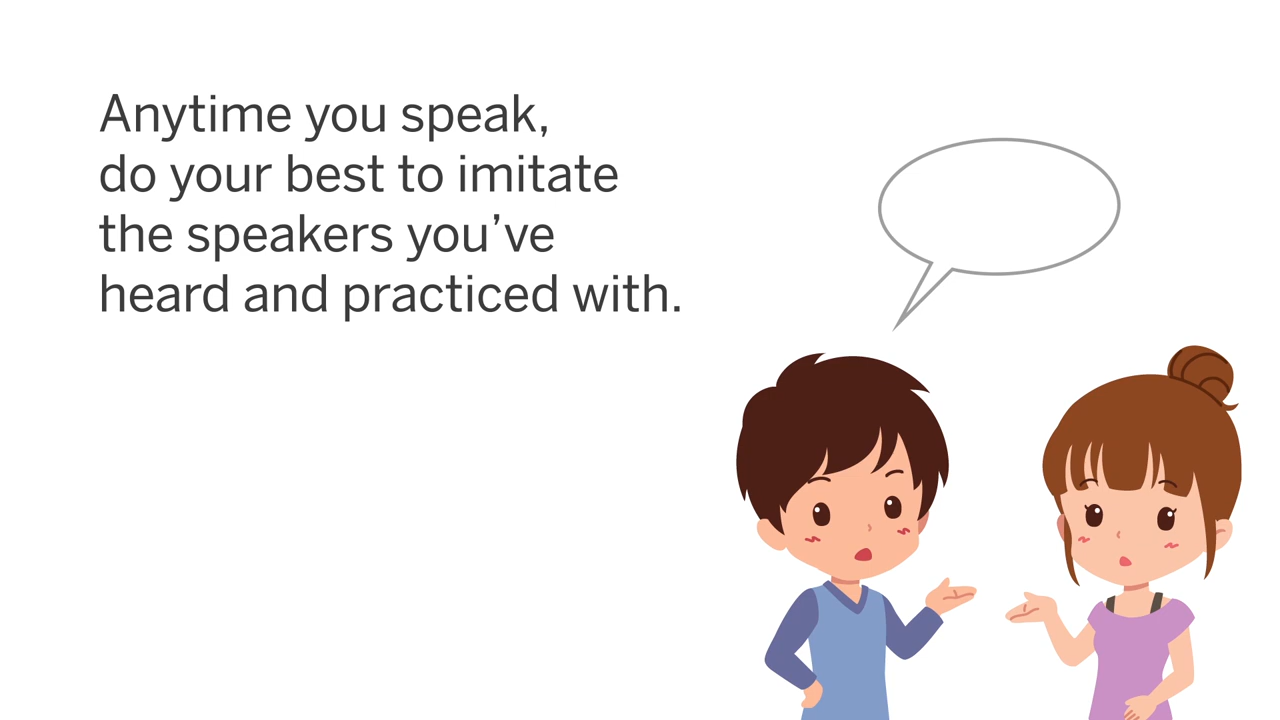 Anytime you speak,
do your best to imitate
the speakers you’ve
heard and practiced with.